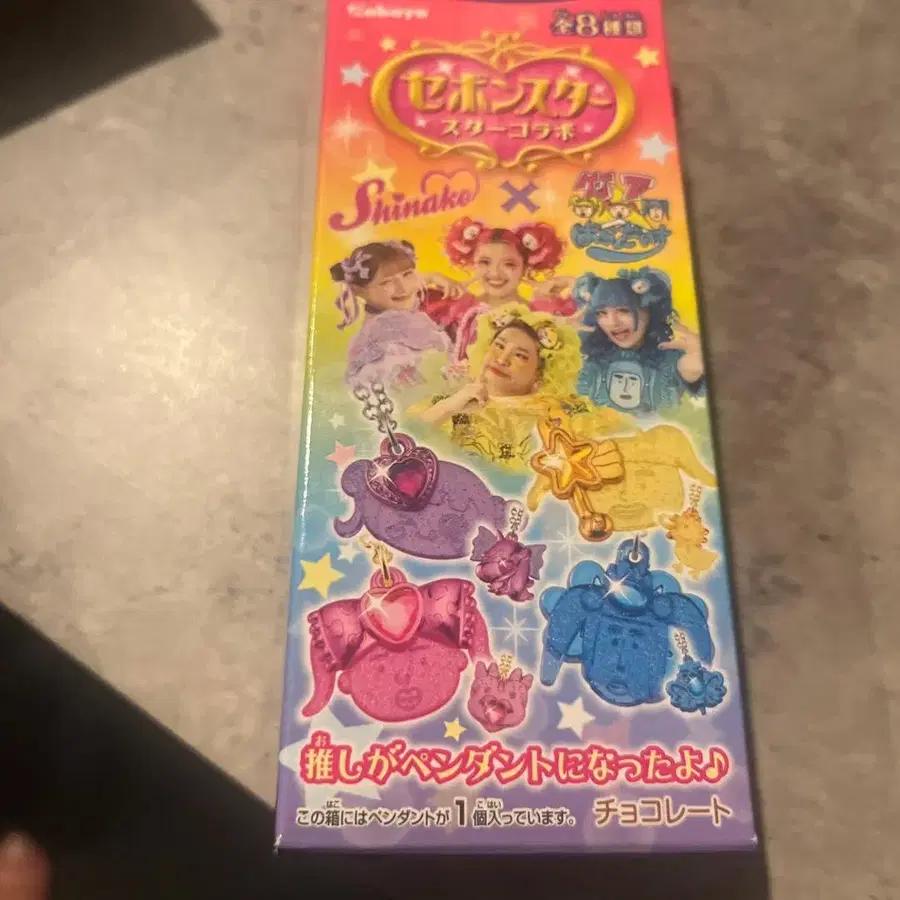 Kabaya
全8種類
セボンスター
スターコラボ
Shinako ×
推しがペンダントになったよ♪
この箱にはペンダントが1個入っています。 チョコレート